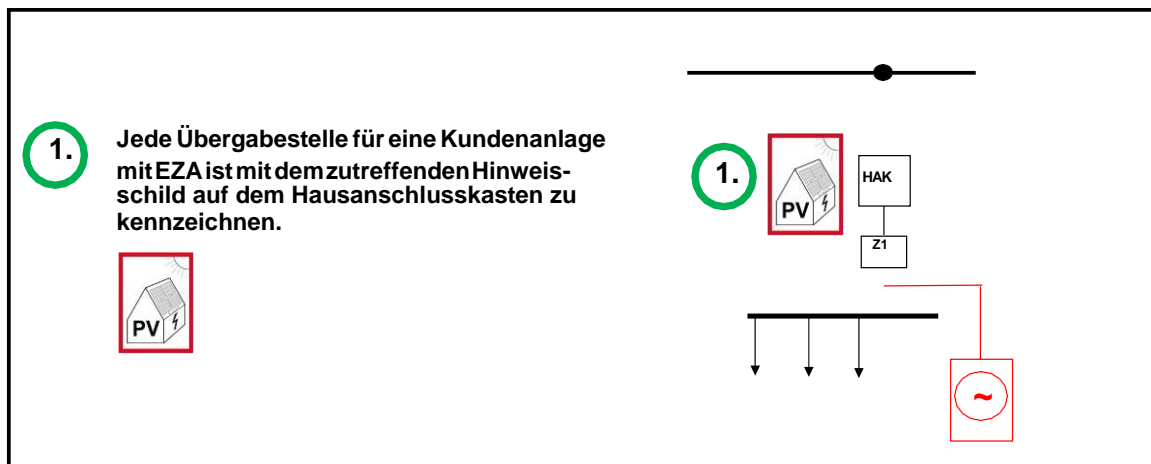 1.
Jede Übergabestelle für eine Kundenanlage
mit EZA ist mit dem zutreffenden Hinweis-
schild auf dem Hausanschlusskasten zu
kennzeichnen.
PV
1.
PV
HAK
Z1
~